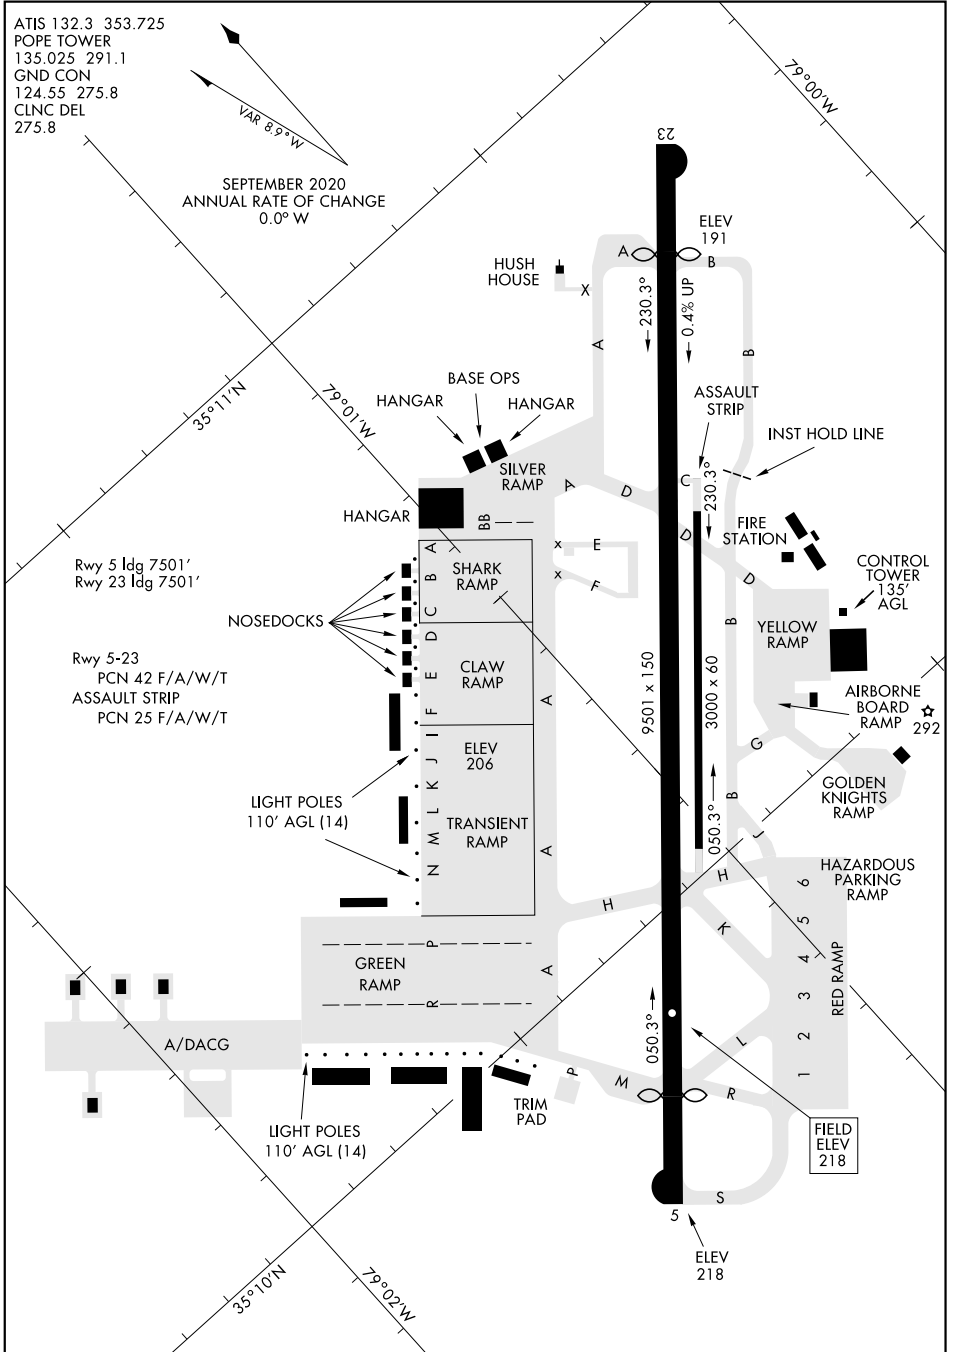 ATIS 132.3 353.725
POPE TOWER
135.025 291.1
GND CON
124.55 275.8
CLNC DEL
275.8
VAR 8.9° W
SEPTEMBER 2020
ANNUAL RATE OF CHANGE
0.0° W
79°00'W
23
ELEV
191
A
B
HUSH
HOUSE
X
230.3°
0.4% UP
A
B
35°11'N
79°01'W
BASE OPS
HANGAR
HANGAR
ASSAULT
STRIP
INST HOLD LINE
SILVER
RAMP
A
D
C
230.3°
HANGAR
BB
FIRE
STATION
D
x E
x F
D
Rwy 5 ldg 7501'
Rwy 23 ldg 7501'
A
B
C
D
E
F
I
J
K
L
M
N
SHARK
RAMP
CONTROL
TOWER
135'
AGL
NOSEDOCKS
B
YELLOW
RAMP
Rwy 5-23
PCN 42 F/A/W/T
ASSAULT STRIP
PCN 25 F/A/W/T
CLAW
RAMP
A
9501 x 150
3000 x 60
AIRBORNE
BOARD
RAMP
292
G
ELEV
206
LIGHT POLES
110' AGL (14)
TRANSIENT
RAMP
A
050.3°
B
J
GOLDEN
KNIGHTS
RAMP
HAZARDOUS
PARKING
RAMP
H
H
K
6
5
4
3
2
1
RED RAMP
P
GREEN
RAMP
R
A
A/DACG
050.3°
L
P
M
R
TRIM
PAD
LIGHT POLES
110' AGL (14)
FIELD
ELEV
218
S
5
ELEV
218
35°10'N
79°02'W